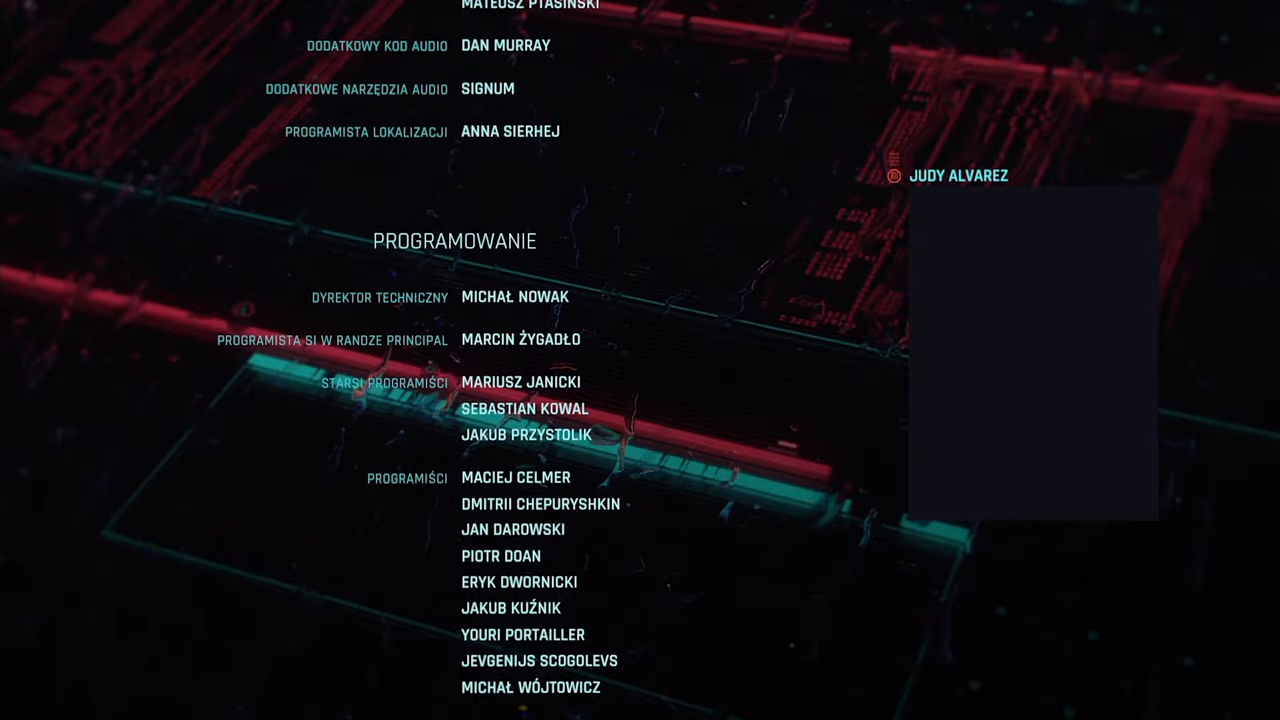 MATEUSZ PTASIŃSKI
DODATKOWY KOD AUDIO DAN MURRAY
DODATKOWE NARZĘDZIA AUDIO SIGNUM
PROGRAMISTA LOKALIZACJI ANNA SIERHEJ
JUDY ALVAREZ
PROGRAMOWANIE
DYREKTOR TECHNICZNY MICHAŁ NOWAK
PROGRAMISTA SI W RANDZE PRINCIPAL MARCIN ŻYGADŁO
STARSI PROGRAMIŚCI MARIUSZ JANICKI
SEBASTIAN KOWAL
JAKUB PRZYSTOLIK
PROGRAMIŚCI MACIEJ CELMER
DMITRII CHEPURYSHKIN
JAN DAROWSKI
PIOTR DOAN
ERYK DWORNICKI
JAKUB KUŹNIK
YOURI PORTAILLER
JEVGENIJS SCOGOLEVS
MICHAŁ WÓJTOWICZ